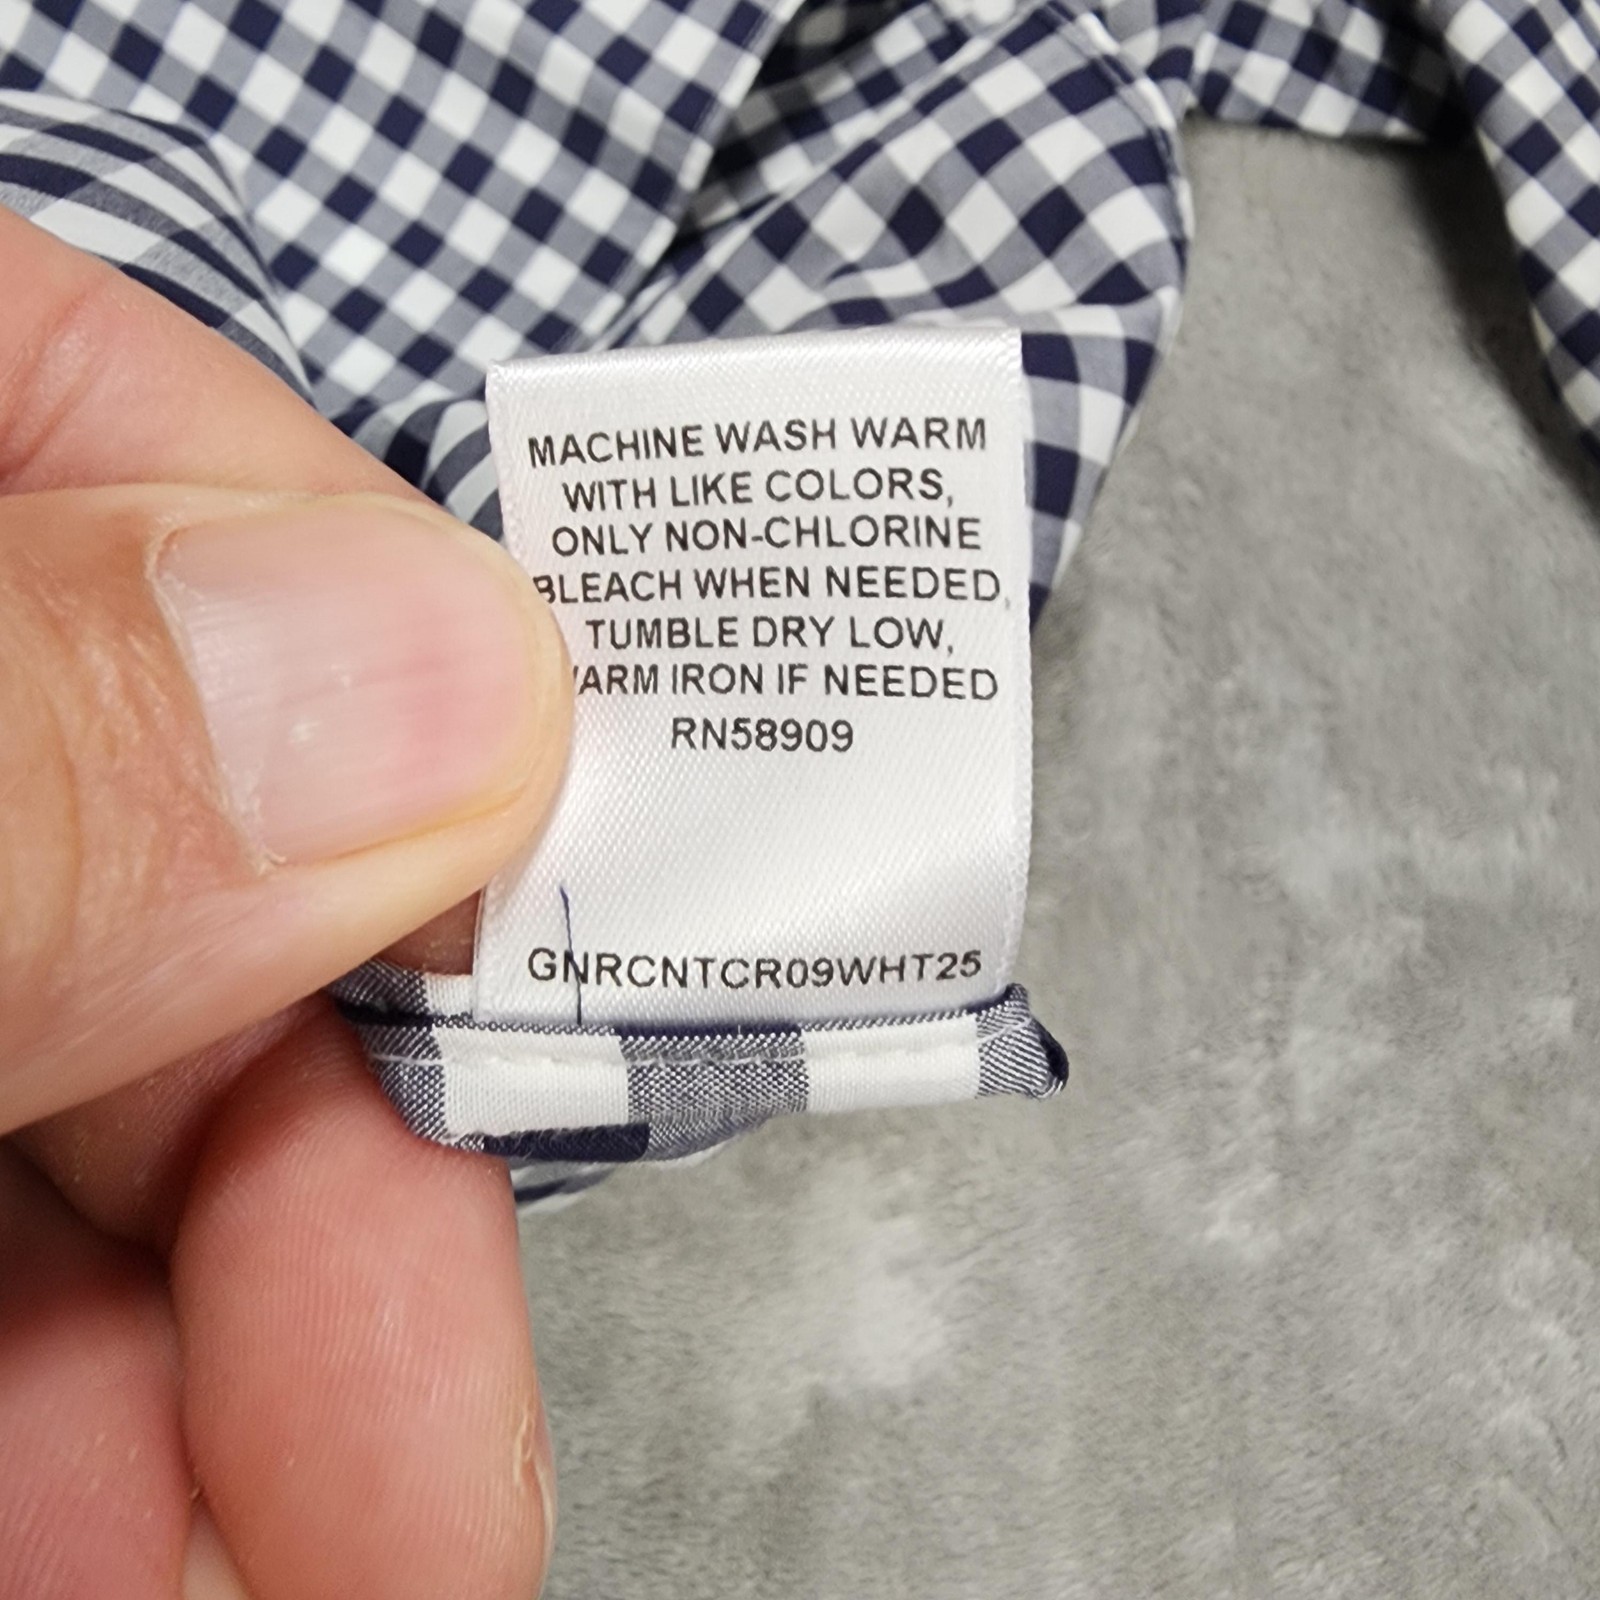 MACHINE WASH WARM
WITH LIKE COLORS,
ONLY NON-CHLORINE
BLEACH WHEN NEEDED,
TUMBLE DRY LOW,
WARM IRON IF NEEDED
RN58909
GNRCNTCR09WHT25